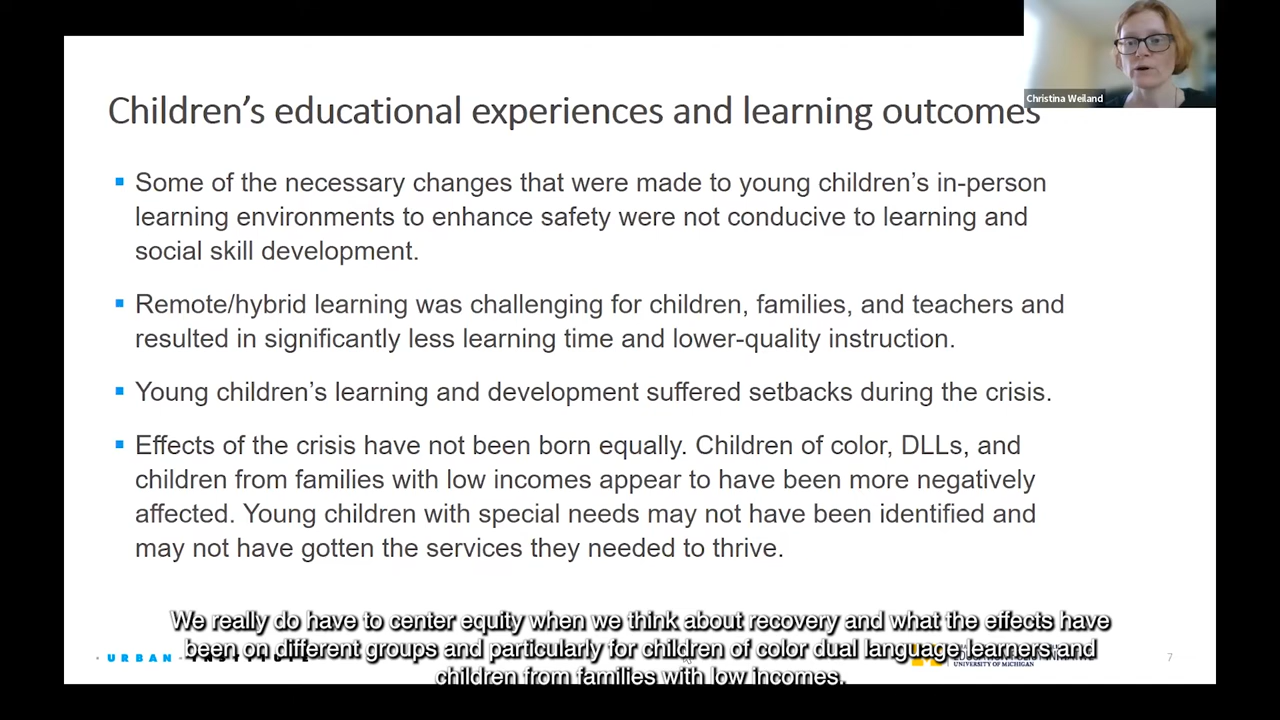 Christina Weiland
Children's educational experiences and learning outcomes
Some of the necessary changes that were made to young children's in-person
learning environments to enhance safety were not conducive to learning and
social skill development.
Remote/hybrid learning was challenging for children, families, and teachers and
resulted in significantly less learning time and lower-quality instruction.
Young children's learning and development suffered setbacks during the crisis.
Effects of the crisis have not been born equally. Children of color, DLLs, and
children from families with low incomes appear to have been more negatively
affected. Young children with special needs may not have been identified and
may not have gotten the services they needed to thrive.
We really do have to center equity when we think about recovery and what the effects have
been on different groups and particularly for children of color dual language learners and
children from families with low incomes.
· URBAN · INSTITUTE
UNIVERSITY OF MICHIGAN
7